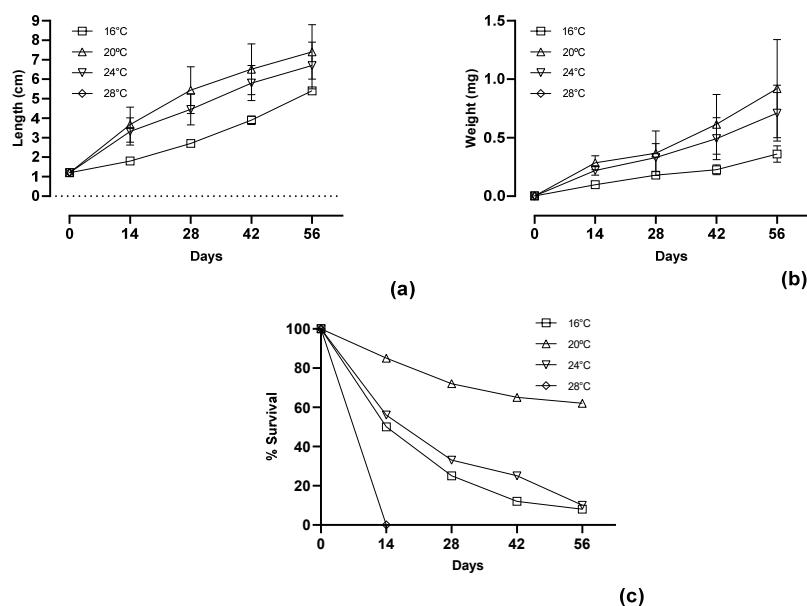 9
8
7
6
5
4
3
2
1
0
Length (cm)
16°C
20ºC
24°C
28°C
0 14 28 42 56
Days
(a)
1.5
1.0
0.5
0.0
Weight (mg)
16°C
20ºC
24°C
28°C
0 14 28 42 56
Days
(b)
100
80
60
40
20
0
% Survival
16°C
20ºC
24°C
28°C
0 14 28 42 56
Days
(c)